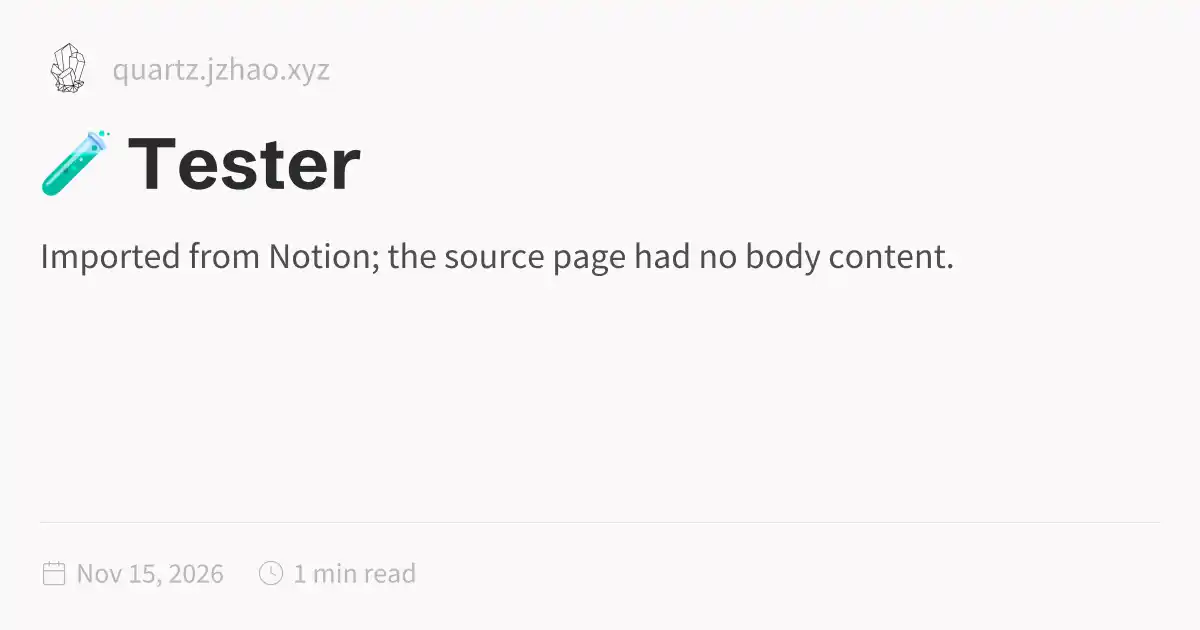 quartz.jzhao.xyz
🧪 Tester
Imported from Notion; the source page had no body content.
Nov 15, 2026 1 min read